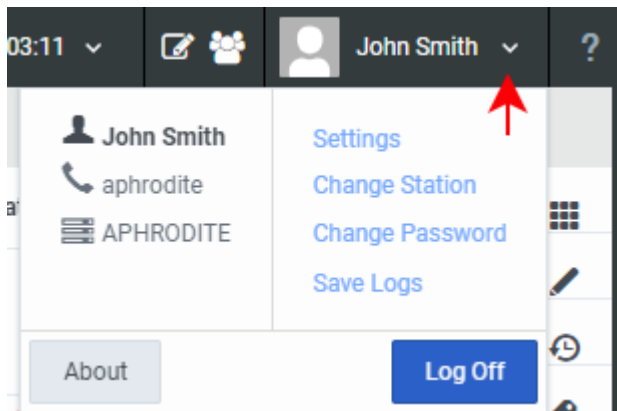 03:11
John Smith
?
John Smith
aphrodite
APHRODITE
Settings
Change Station
Change Password
Save Logs
About
Log Off